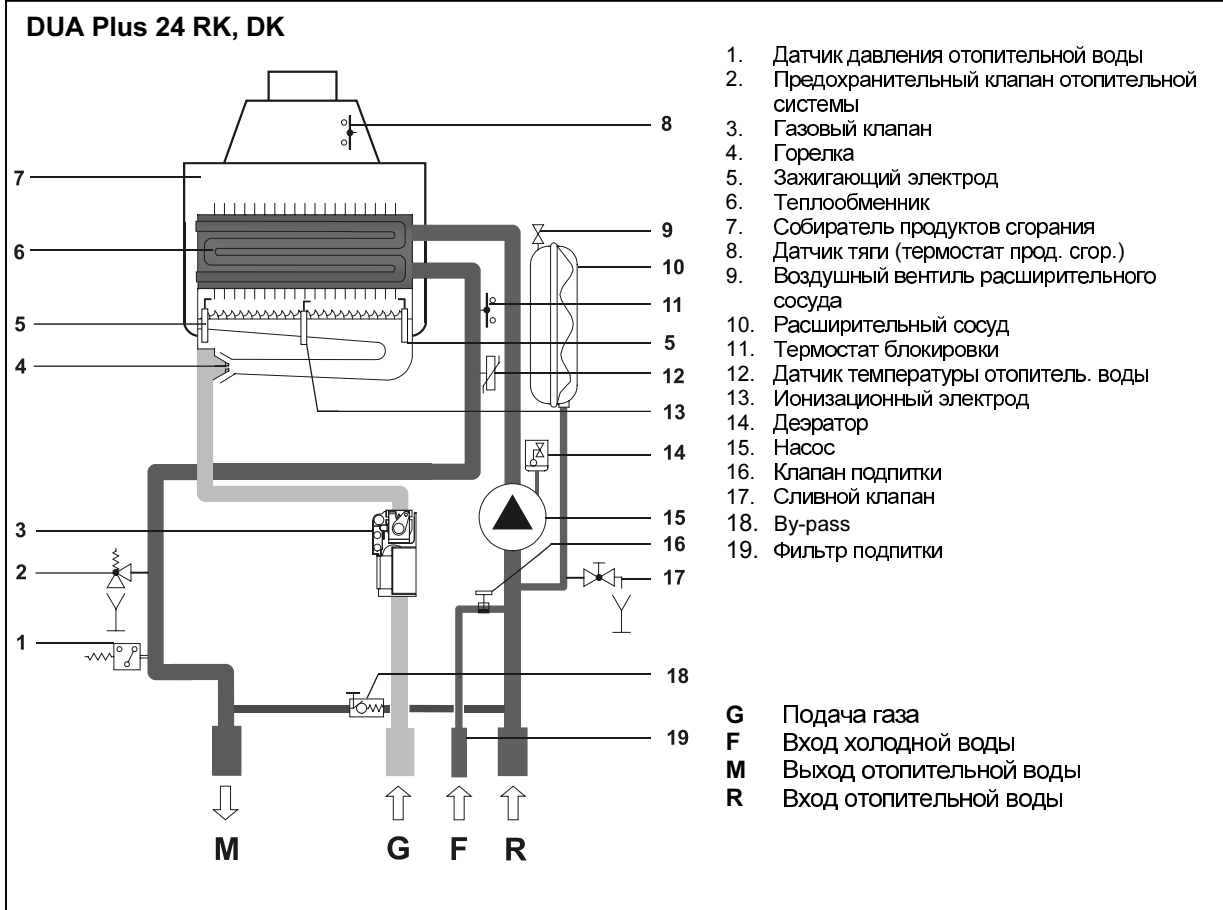 DUA Plus 24 RK, DK
1. Датчик давления отопительной воды
2. Предохранительный клапан отопительной
системы
3. Газовый клапан
4. Горелка
5. Зажигающий электрод
6. Теплообменник
7. Собиратель продуктов сгорания
8. Датчик тяги (термостат прод. сгор.)
9. Воздушный вентиль расширительного
сосуда
10. Расширительный сосуд
11. Термостат блокировки
12. Датчик температуры отопитель. воды
13. Ионизационный электрод
14. Деэратор
15. Насос
16. Клапан подпитки
17. Сливной клапан
18. By-pass
19. Фильтр подпитки
G Подача газа
F Вход холодной воды
M Выход отопительной воды
R Вход отопительной воды
7
6
5
4
3
2
1
8
9
10
11
5
12
13
14
15
16
17
18
19
M G F R